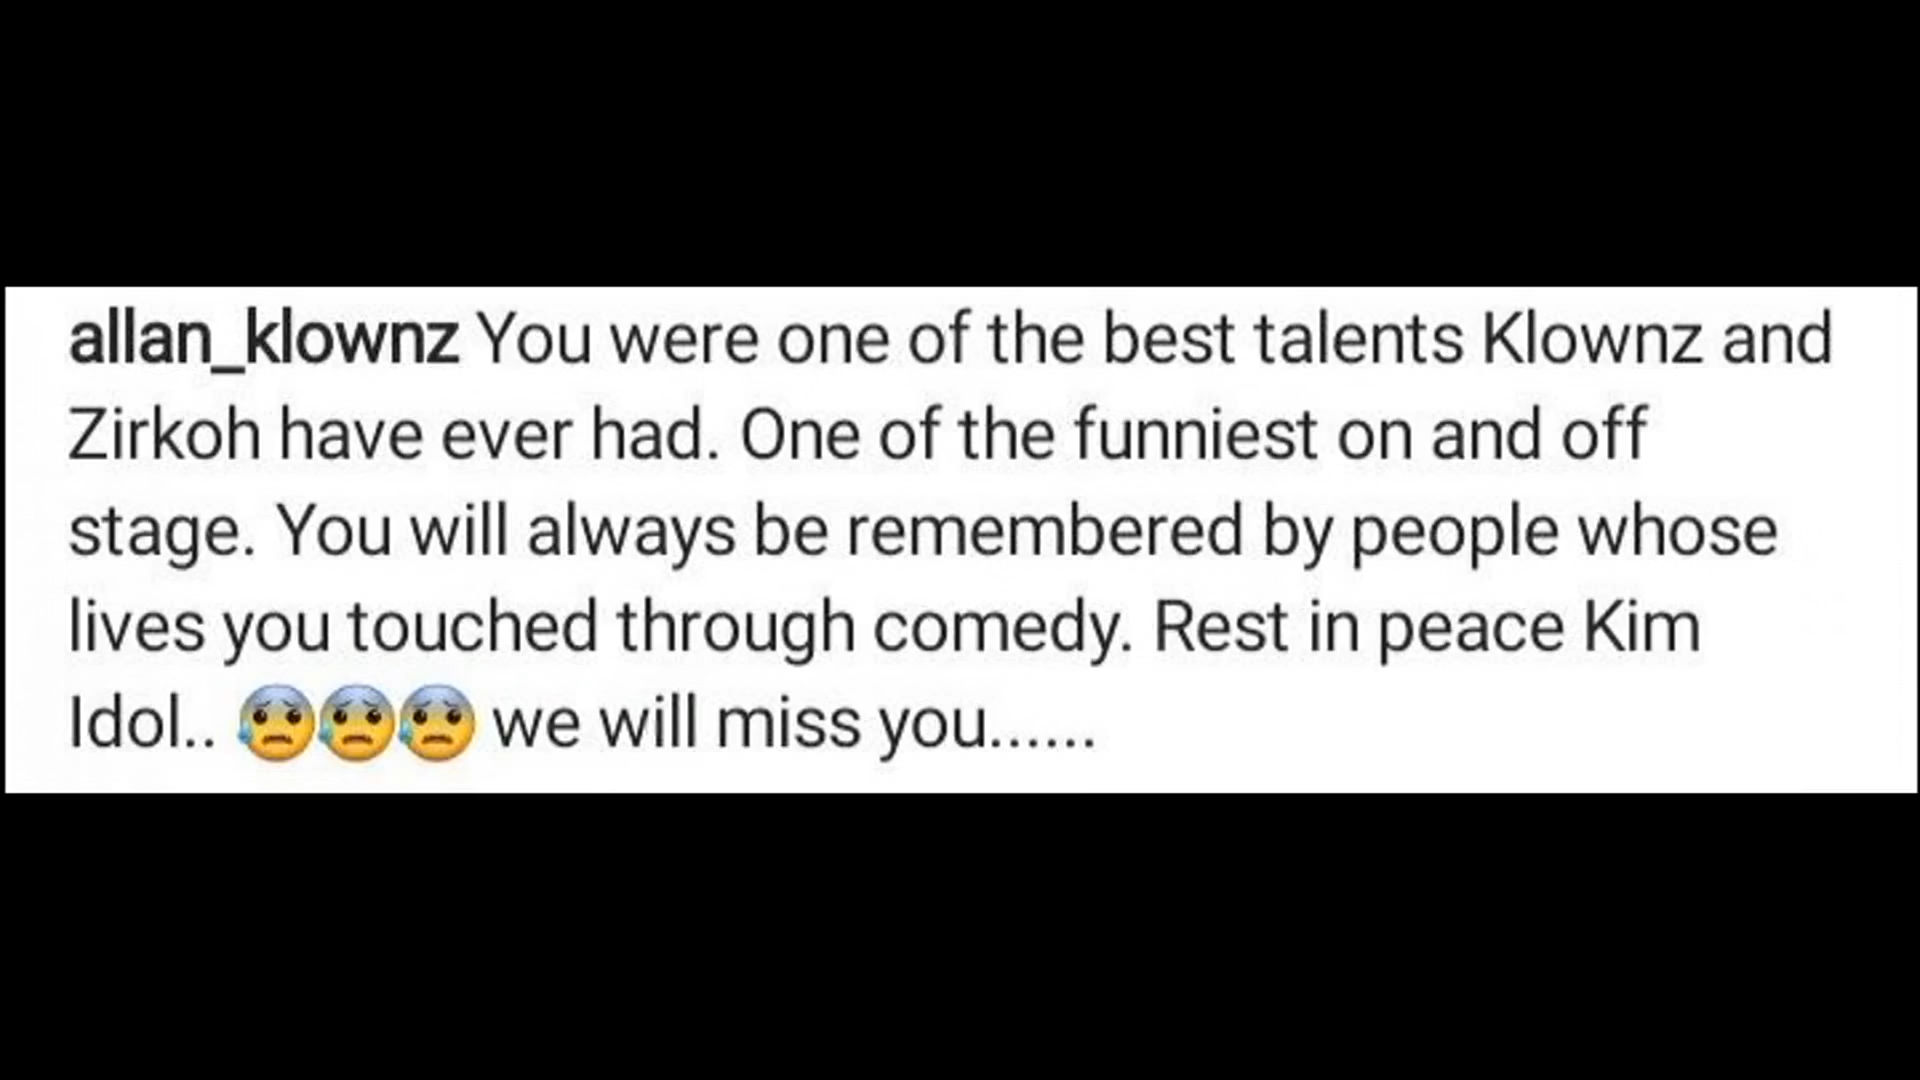 allan_klownz You were one of the best talents Klownz and
Zirkoh have ever had. One of the funniest on and off
stage. You will always be remembered by people whose
lives you touched through comedy. Rest in peace Kim
Idol.. 😰😰😰 we will miss you......